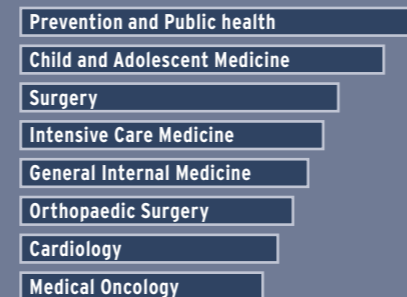 Prevention and Public health
Child and Adolescent Medicine
Surgery
Intensive Care Medicine
General Internal Medicine
Orthopaedic Surgery
Cardiology
Medical Oncology